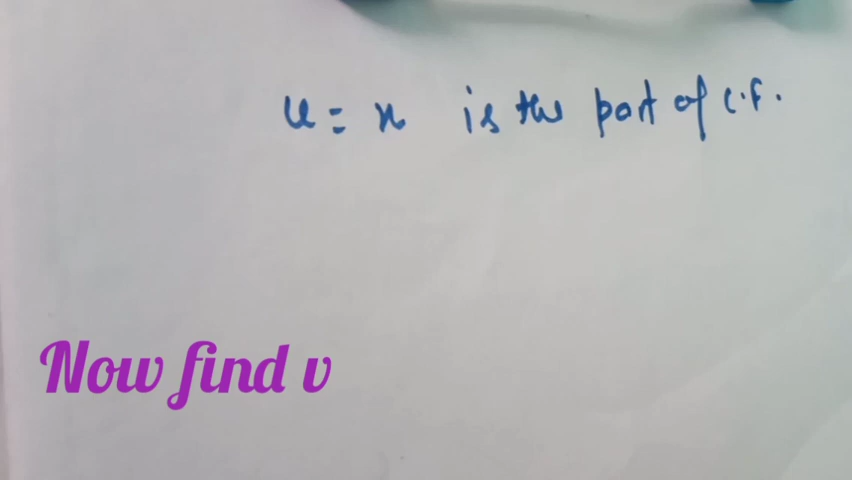 u = x is the part of C.F.
Now find v